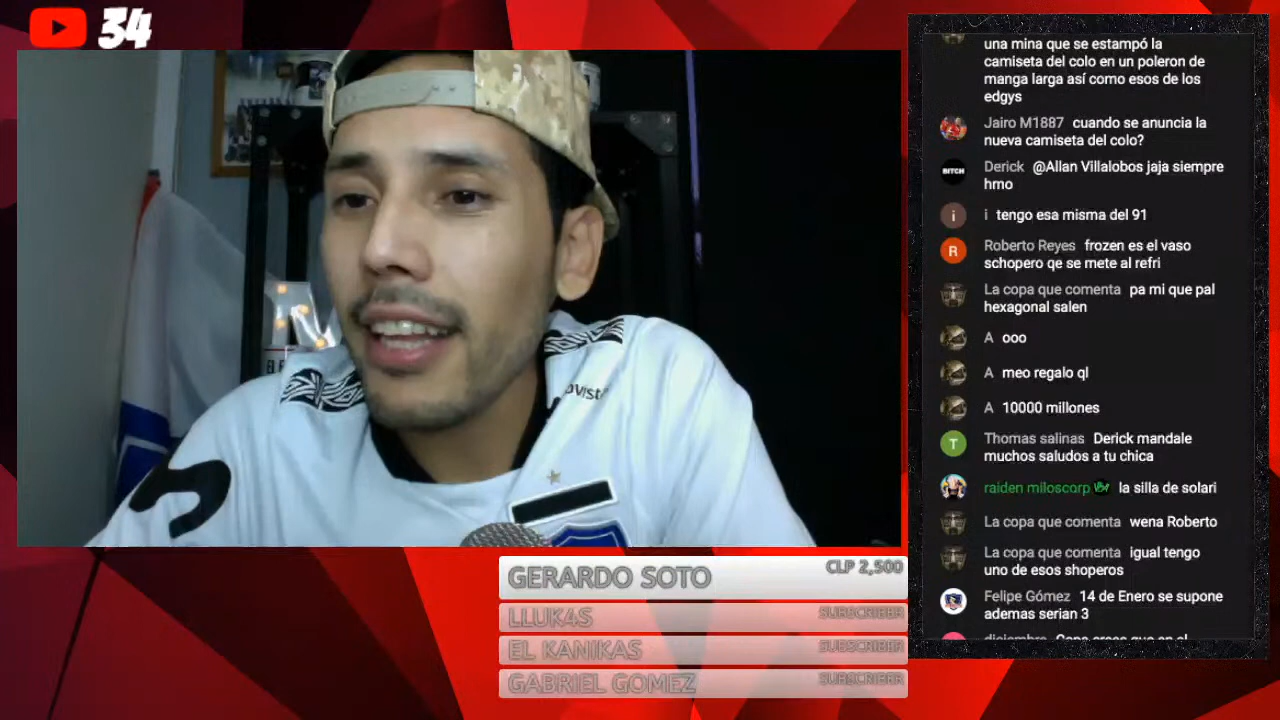 34
una mina que se estampó la
camiseta del colo en un poleron de
manga larga así como esos de los
edgys
Jairo M1887 cuando se anuncia la
nueva camiseta del colo?
BITCH
Derick @Allan Villalobos jaja siempre
hmo
i i tengo esa misma del 91
R Roberto Reyes frozen es el vaso
schopero qe se mete al refri
La copa que comenta pa mi que pal
hexagonal salen
A ooo
A meo regalo ql
A 10000 millones
T Thomas salinas Derick mandale
muchos saludos a tu chica
raiden miloscorp la silla de solari
La copa que comenta wena Roberto
La copa que comenta igual tengo
uno de esos shoperos
Felipe Gómez 14 de Enero se supone
ademas serian 3
GERARDO SOTO CLP 2,500
LLUK4S SUBSCRIBER
EL KANIKAS SUBSCRIBER
GABRIEL GOMEZ SUBSCRIBER